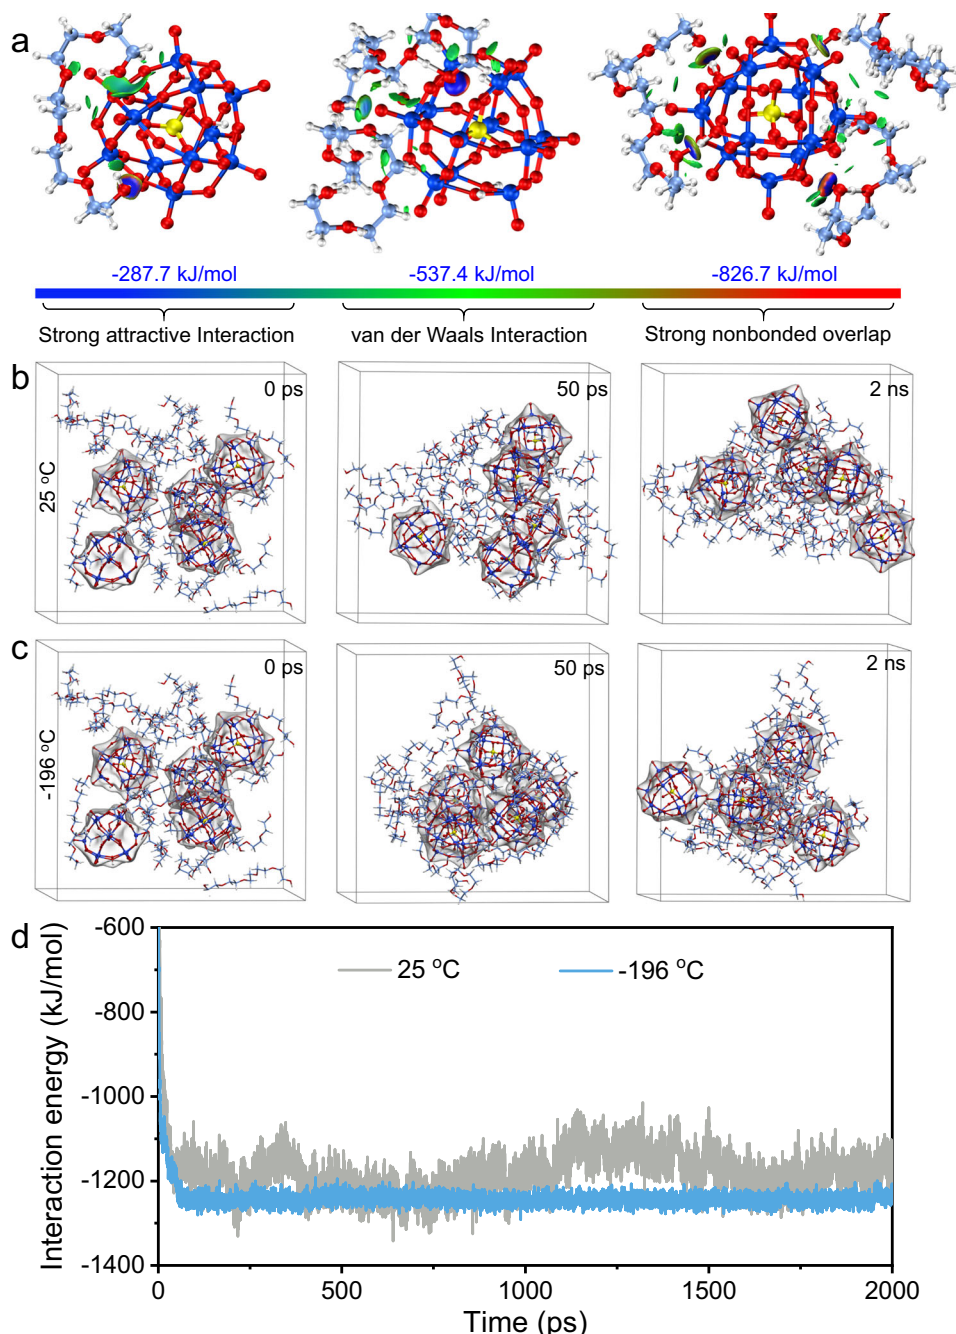 a
-287.7 kJ/mol
-537.4 kJ/mol
-826.7 kJ/mol
Strong attractive Interaction
van der Waals Interaction
Strong nonbonded overlap
b
0 ps
50 ps
2 ns
25 °C
c
0 ps
50 ps
2 ns
-196 °C
d
-600
-800
-1000
-1200
-1400
Interaction energy (kJ/mol)
25 °C
-196 °C
0
500
1000
1500
2000
Time (ps)